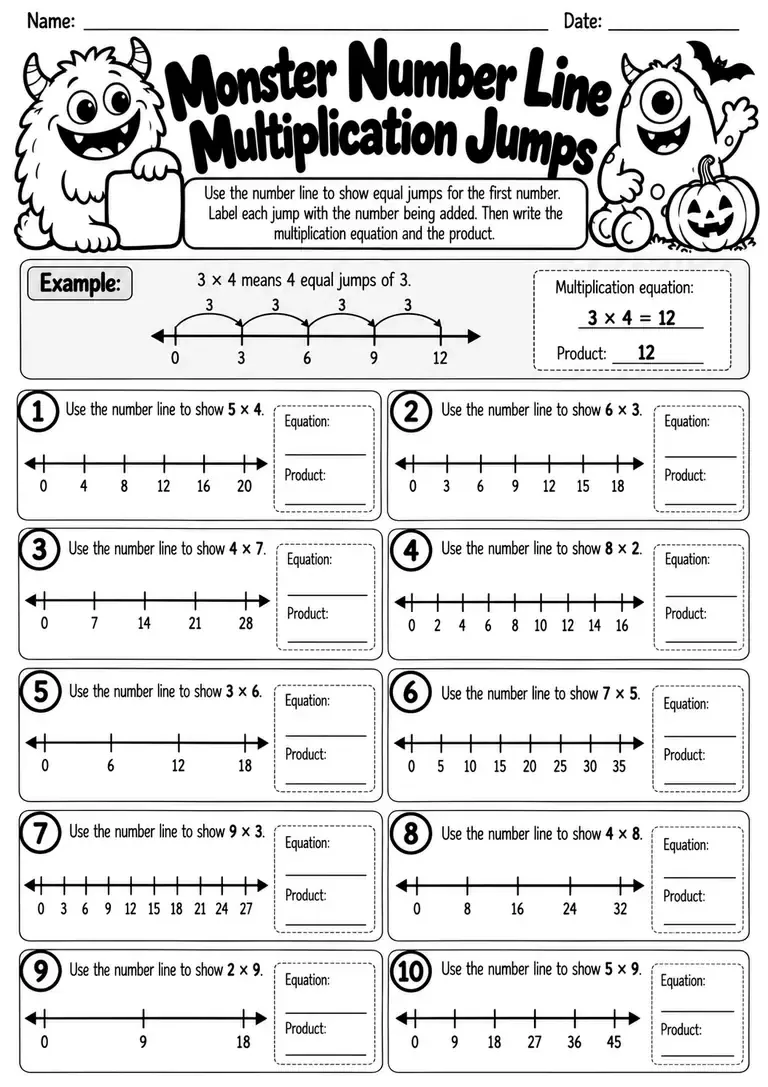 Name: Date:
Monster Number Line
Multiplication Jumps
Use the number line to show equal jumps for the first number.
Label each jump with the number being added. Then write the
multiplication equation and the product.
Example:
3 × 4 means 4 equal jumps of 3.
3 3 3 3
0 3 6 9 12
Multiplication equation:
3 × 4 = 12
Product: 12
1 Use the number line to show 5 × 4.
0 4 8 12 16 20
Equation:
Product:
2 Use the number line to show 6 × 3.
0 3 6 9 12 15 18
Equation:
Product:
3 Use the number line to show 4 × 7.
0 7 14 21 28
Equation:
Product:
4 Use the number line to show 8 × 2.
0 2 4 6 8 10 12 14 16
Equation:
Product:
5 Use the number line to show 3 × 6.
0 6 12 18
Equation:
Product:
6 Use the number line to show 7 × 5.
0 5 10 15 20 25 30 35
Equation:
Product:
7 Use the number line to show 9 × 3.
0 3 6 9 12 15 18 21 24 27
Equation:
Product:
8 Use the number line to show 4 × 8.
0 8 16 24 32
Equation:
Product:
9 Use the number line to show 2 × 9.
0 9 18
Equation:
Product:
10 Use the number line to show 5 × 9.
0 9 18 27 36 45
Equation:
Product: